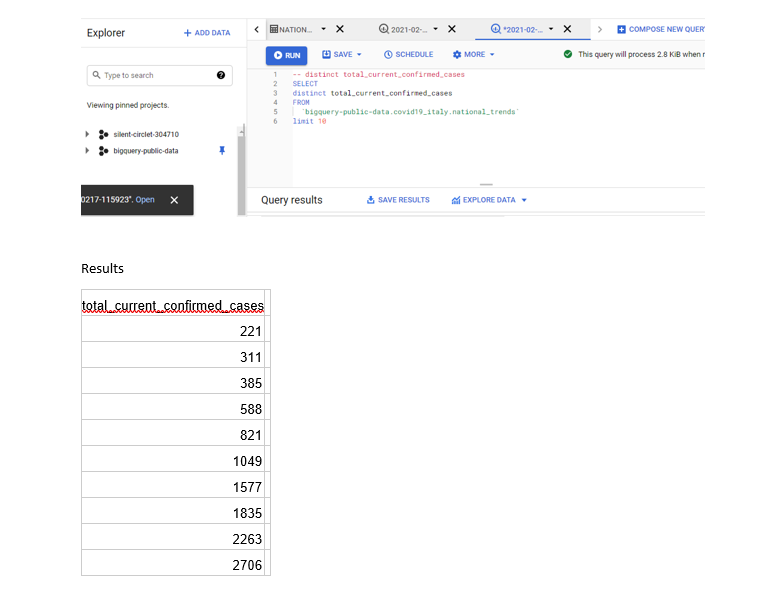 Explorer
+ ADD DATA
NATION...
2021-02-...
*2021-02-...
COMPOSE NEW QUER
RUN
SAVE
SCHEDULE
MORE
This query will process 2.8 KiB when r
Type to search
Viewing pinned projects.
silent-circlet-304710
bigquery-public-data
0217-115923". Open
1 -- distinct total_current_confirmed_cases
2 SELECT
3 distinct total_current_confirmed_cases
4 FROM
5 `bigquery-public-data.covid19_italy.national_trends`
6 limit 10
Query results
SAVE RESULTS
EXPLORE DATA
Results
total_current_confirmed_cases
221
311
385
588
821
1049
1577
1835
2263
2706